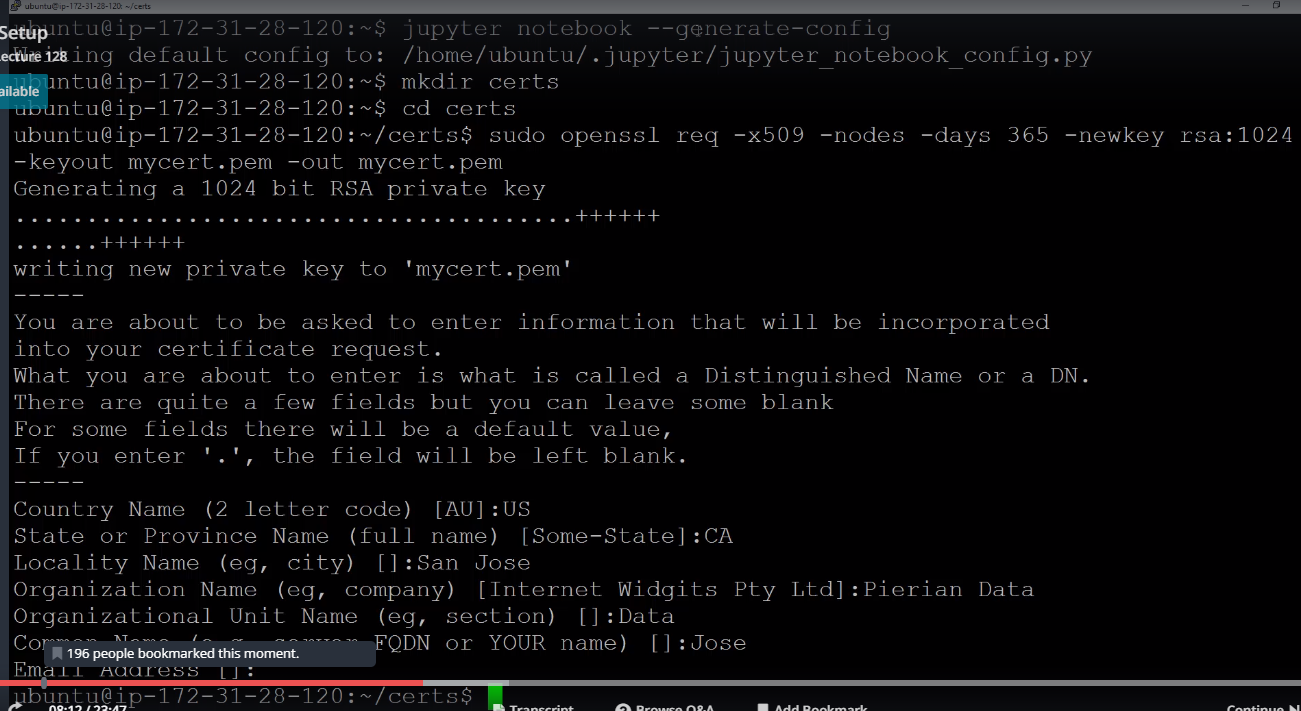 ubuntu@ip-172-31-28-120: ~/certs
ubuntu@ip-172-31-28-120:~$ jupyter notebook --generate-config
Setup
Writing default config to: /home/ubuntu/.jupyter/jupyter_notebook_config.py
Lecture 128
ubuntu@ip-172-31-28-120:~$ mkdir certs
ailable
ubuntu@ip-172-31-28-120:~$ cd certs
ubuntu@ip-172-31-28-120:~/certs$ sudo openssl req -x509 -nodes -days 365 -newkey rsa:1024
-keyout mycert.pem -out mycert.pem
Generating a 1024 bit RSA private key
.......................................++++++
......++++++
writing new private key to 'mycert.pem'
-----
You are about to be asked to enter information that will be incorporated
into your certificate request.
What you are about to enter is what is called a Distinguished Name or a DN.
There are quite a few fields but you can leave some blank
For some fields there will be a default value,
If you enter '.', the field will be left blank.
-----
Country Name (2 letter code) [AU]:US
State or Province Name (full name) [Some-State]:CA
Locality Name (eg, city) []:San Jose
Organization Name (eg, company) [Internet Widgits Pty Ltd]:Pierian Data
Organizational Unit Name (eg, section) []:Data
Common Name (e.g. server FQDN or YOUR name) []:Jose
196 people bookmarked this moment.
Email Address []:
ubuntu@ip-172-31-28-120:~/certs$
08:12 / 23:47
Transcript
Browse Q&A
Add Bookmark
Continue